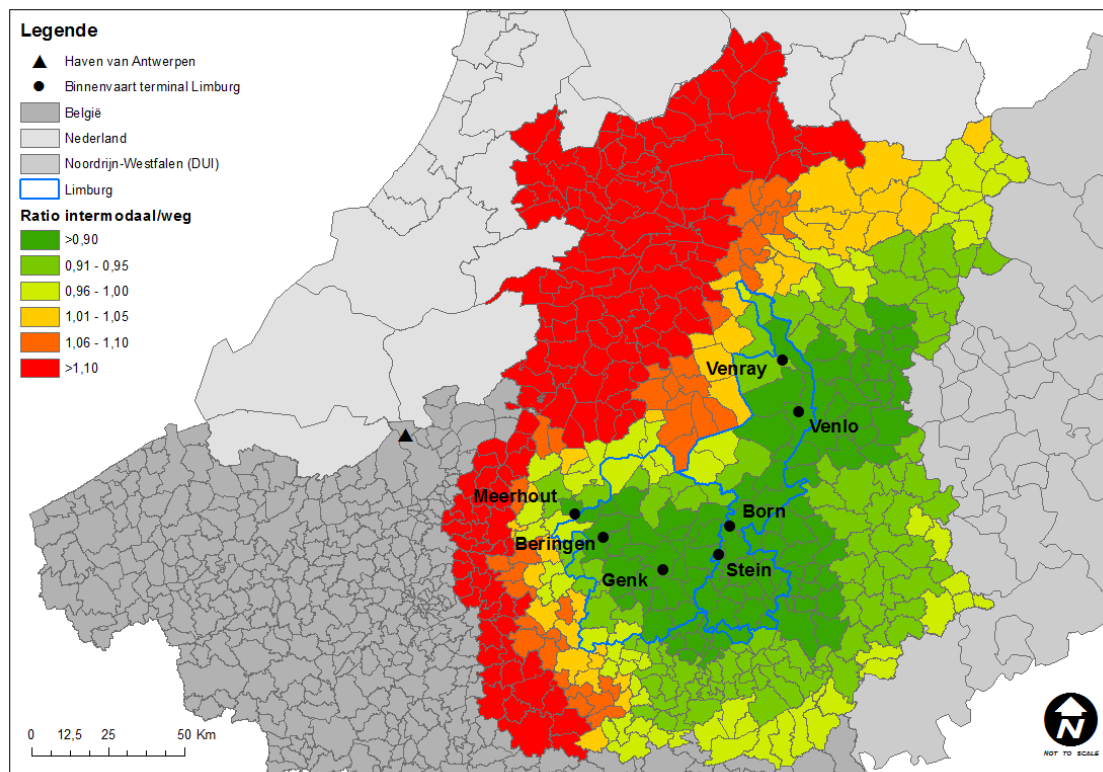 Legende
Haven van Antwerpen
Binnenvaart terminal Limburg
België
Nederland
Noordrijn-Westfalen (DUI)
Limburg
Ratio intermodaal/weg
>0,90
0,91 - 0,95
0,96 - 1,00
1,01 - 1,05
1,06 - 1,10
>1,10
Venray
Venlo
Meerhout
Born
Beringen
Stein
Genk
0 12,5 25 50 Km
N
NOT TO SCALE